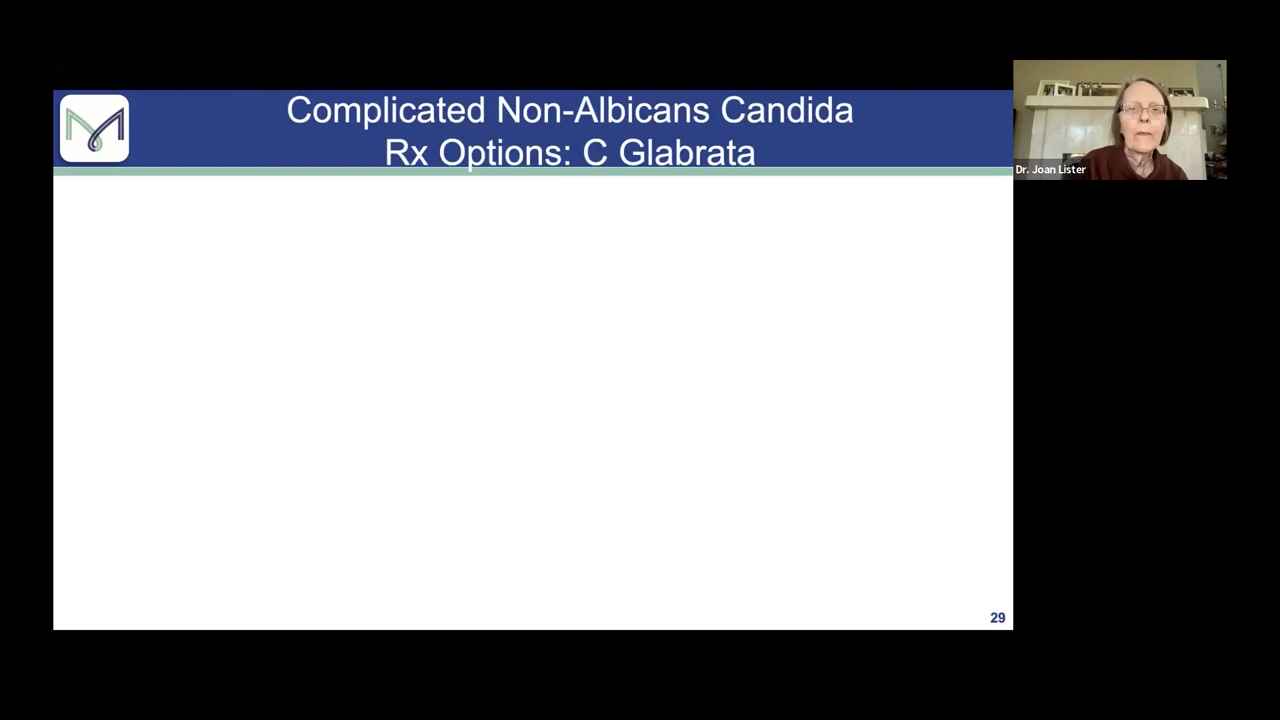 Complicated Non-Albicans Candida
Rx Options: C Glabrata
Dr. Joan Lister
29